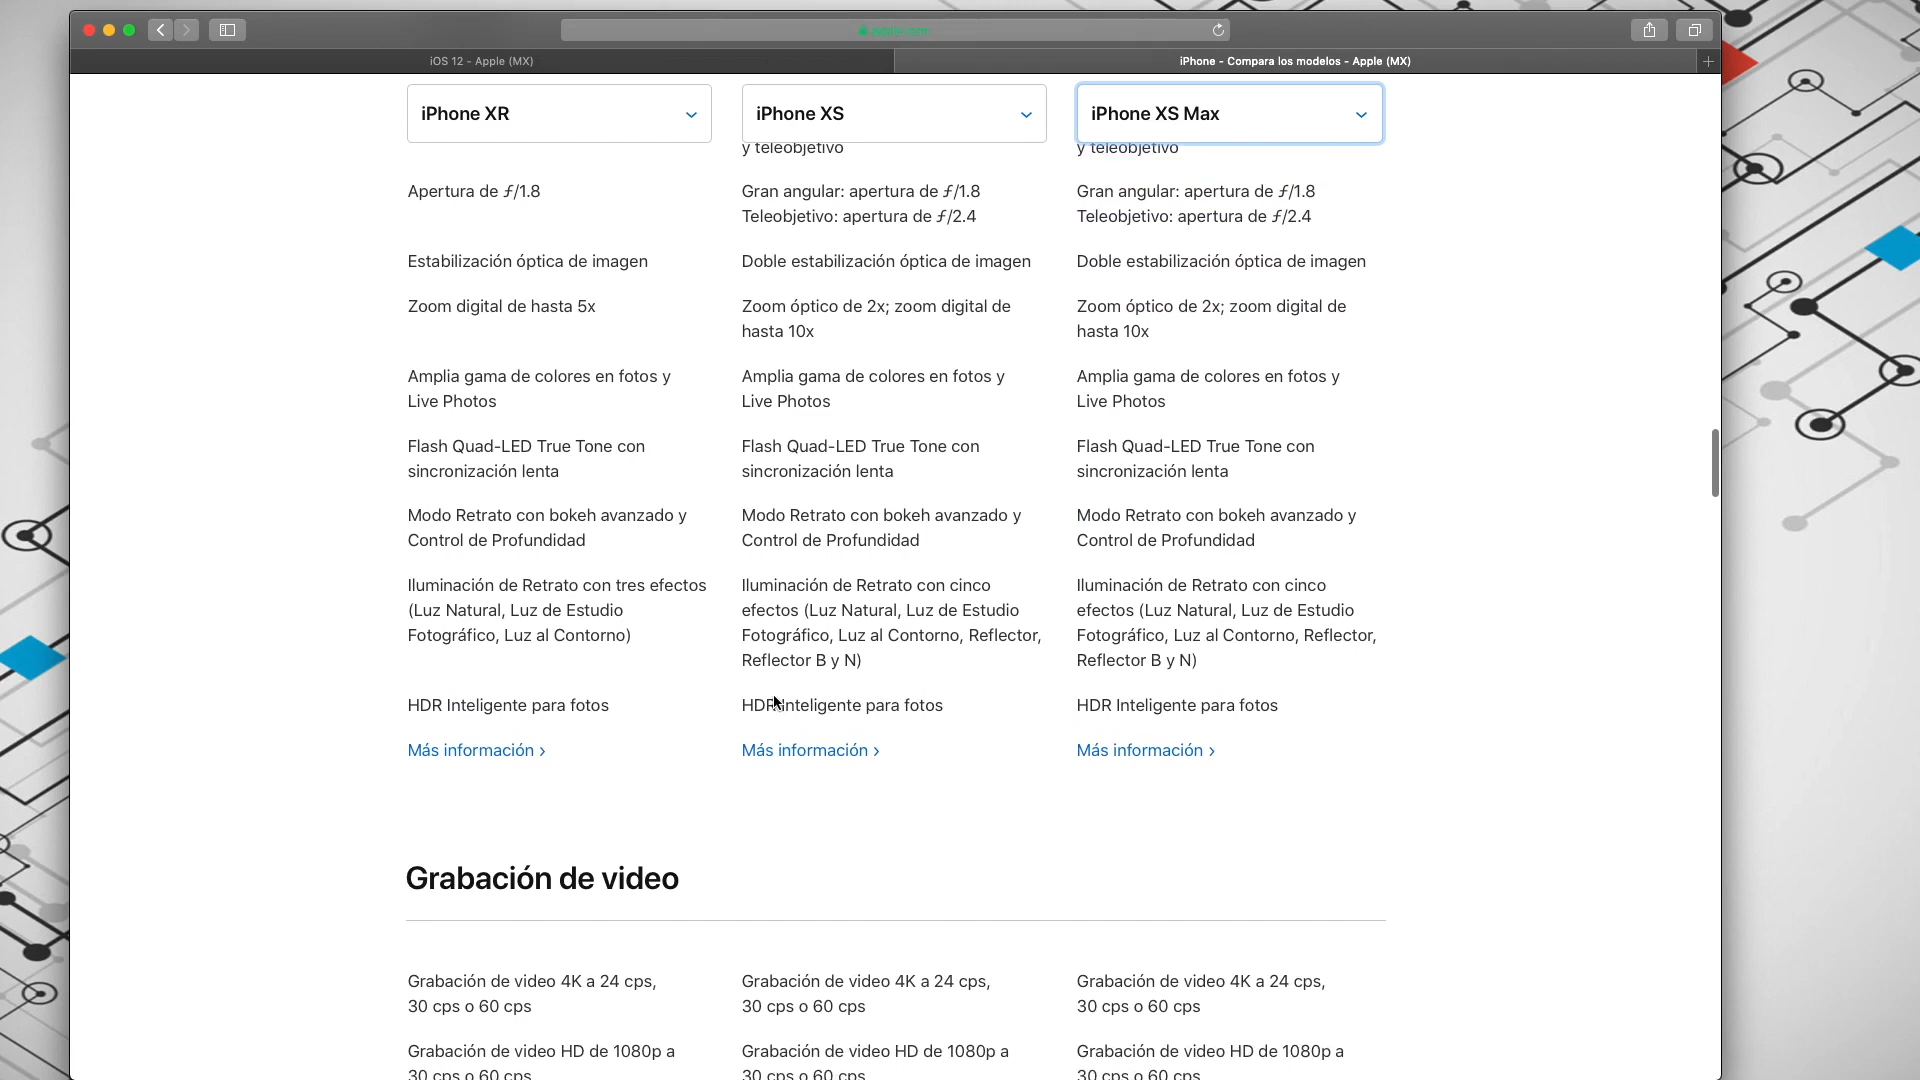 apple.com
iOS 12 - Apple (MX)
iPhone - Compara los modelos - Apple (MX)
iPhone XR
iPhone XS
iPhone XS Max
y teleobjetivo
y teleobjetivo
Apertura de ƒ/1.8
Gran angular: apertura de ƒ/1.8
Teleobjetivo: apertura de ƒ/2.4
Gran angular: apertura de ƒ/1.8
Teleobjetivo: apertura de ƒ/2.4
Estabilización óptica de imagen
Doble estabilización óptica de imagen
Doble estabilización óptica de imagen
Zoom digital de hasta 5x
Zoom óptico de 2x; zoom digital de
hasta 10x
Zoom óptico de 2x; zoom digital de
hasta 10x
Amplia gama de colores en fotos y
Live Photos
Amplia gama de colores en fotos y
Live Photos
Amplia gama de colores en fotos y
Live Photos
Flash Quad-LED True Tone con
sincronización lenta
Flash Quad-LED True Tone con
sincronización lenta
Flash Quad-LED True Tone con
sincronización lenta
Modo Retrato con bokeh avanzado y
Control de Profundidad
Modo Retrato con bokeh avanzado y
Control de Profundidad
Modo Retrato con bokeh avanzado y
Control de Profundidad
Iluminación de Retrato con tres efectos
(Luz Natural, Luz de Estudio
Fotográfico, Luz al Contorno)
Iluminación de Retrato con cinco
efectos (Luz Natural, Luz de Estudio
Fotográfico, Luz al Contorno, Reflector,
Reflector B y N)
Iluminación de Retrato con cinco
efectos (Luz Natural, Luz de Estudio
Fotográfico, Luz al Contorno, Reflector,
Reflector B y N)
HDR Inteligente para fotos
HDR Inteligente para fotos
HDR Inteligente para fotos
Más información ›
Más información ›
Más información ›
Grabación de video
Grabación de video 4K a 24 cps,
30 cps o 60 cps
Grabación de video 4K a 24 cps,
30 cps o 60 cps
Grabación de video 4K a 24 cps,
30 cps o 60 cps
Grabación de video HD de 1080p a
30 cps o 60 cps
Grabación de video HD de 1080p a
30 cps o 60 cps
Grabación de video HD de 1080p a
30 cps o 60 cps